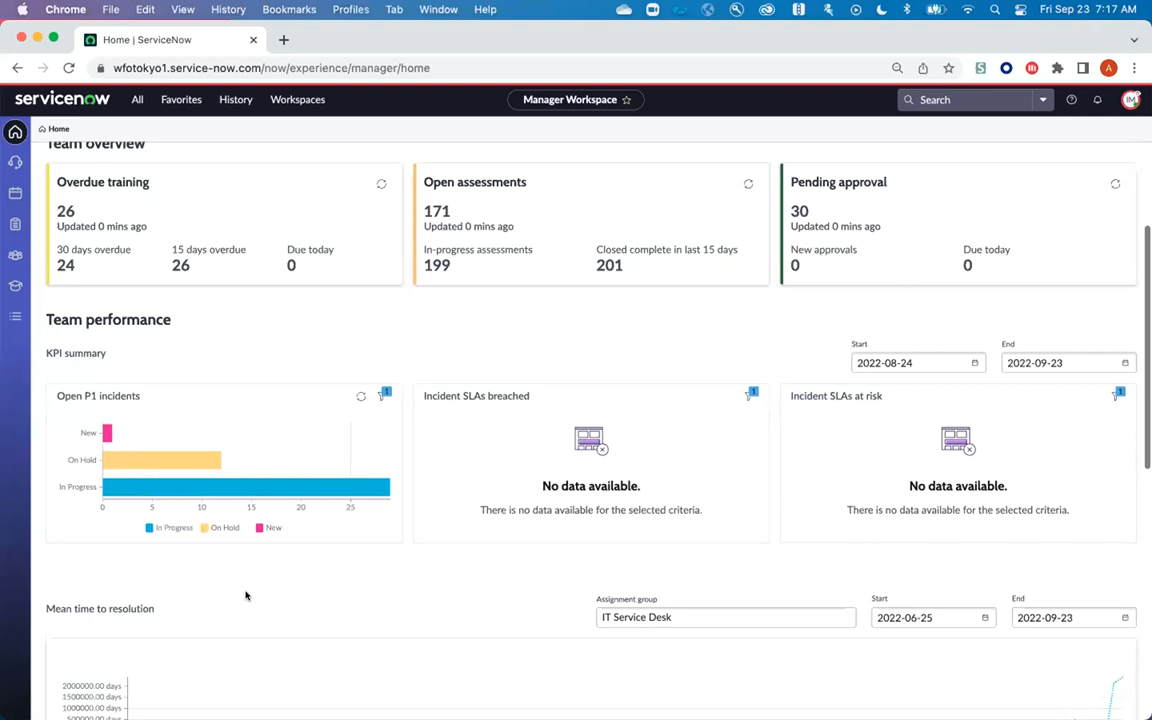 Chrome File Edit View History Bookmarks Profiles Tab Window Help Fri Sep 23 7:17 AM
Home | ServiceNow
wfotokyo1.service-now.com/now/experience/manager/home A
servicenow All Favorites History Workspaces Manager Workspace Search IM
Home
Team overview
Overdue training
26
Updated 0 mins ago
30 days overdue 15 days overdue Due today
24 26 0
Open assessments
171
Updated 0 mins ago
In-progress assessments Closed complete in last 15 days
199 201
Pending approval
30
Updated 0 mins ago
New approvals Due today
0 0
Team performance
KPI summary
Start End
2022-08-24 2022-09-23
Open P1 incidents 1
New
On Hold
In Progress
0 5 10 15 20 25
In Progress On Hold New
Incident SLAs breached 1
No data available.
There is no data available for the selected criteria.
Incident SLAs at risk 1
No data available.
There is no data available for the selected criteria.
Mean time to resolution
Assignment group Start End
IT Service Desk 2022-06-25 2022-09-23
2000000.00 days
1500000.00 days
1000000.00 days
500000.00 days